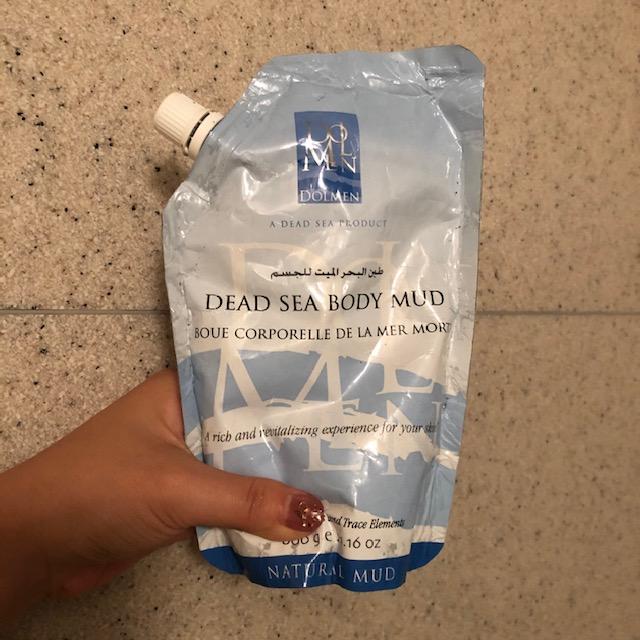 DOLMEN
A DEAD SEA PRODUCT
طين البحر الميت للجسم
DEAD SEA BODY MUD
BOUE CORPORELLE DE LA MER MORT
A rich and revitalizing experience for your skin
and Trace Elements
g e 16 oz
NATURAL MUD